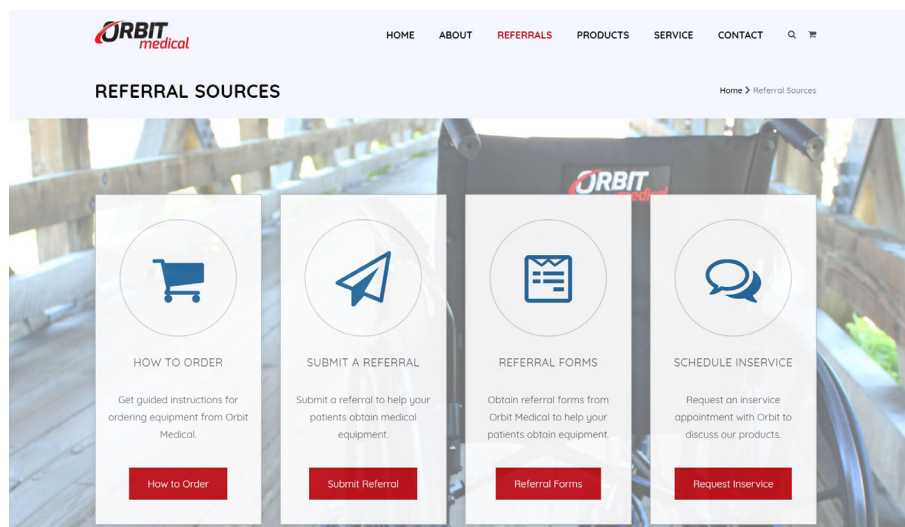 ORBIT
medical
HOME ABOUT REFERRALS PRODUCTS SERVICE CONTACT
REFERRAL SOURCES
Home > Referral Sources
ORBIT
medical
HOW TO ORDER
Get guided instructions for
ordering equipment from Orbit
Medical.
How to Order
SUBMIT A REFERRAL
Submit a referral to help your
patients obtain medical
equipment.
Submit Referral
REFERRAL FORMS
Obtain referral forms from
Orbit Medical to help your
patients obtain equipment.
Referral Forms
SCHEDULE INSERVICE
Request an inservice
appointment with Orbit to
discuss our products.
Request Inservice